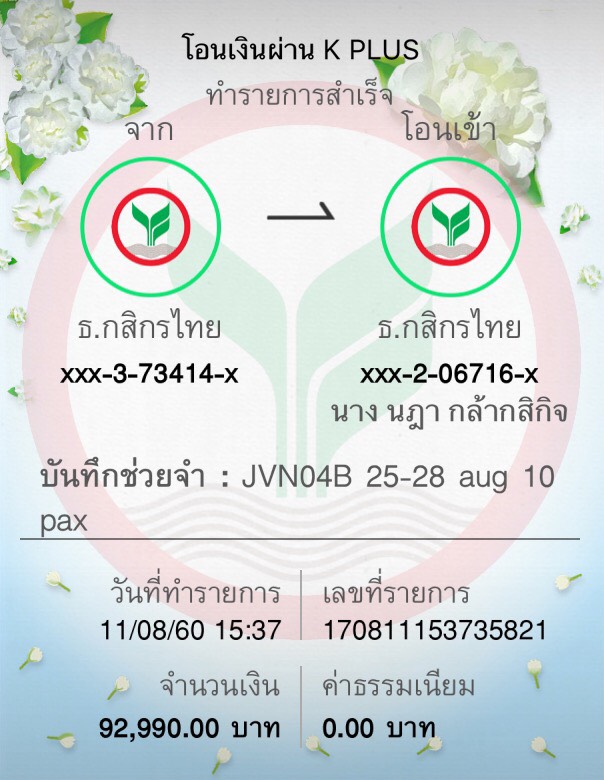 โอนเงินผ่าน K PLUS
ทำรายการสำเร็จ
จาก
โอนเข้า
ธ.กสิกรไทย
ธ.กสิกรไทย
xxx-3-73414-x
xxx-2-06716-x
นาง นฎา กล้ากสิกิจ
บันทึกช่วยจำ : JVN04B 25-28 aug 10
pax
วันที่ทำรายการ
เลขที่รายการ
11/08/60 15:37
170811153735821
จำนวนเงิน
ค่าธรรมเนียม
92,990.00 บาท
0.00 บาท